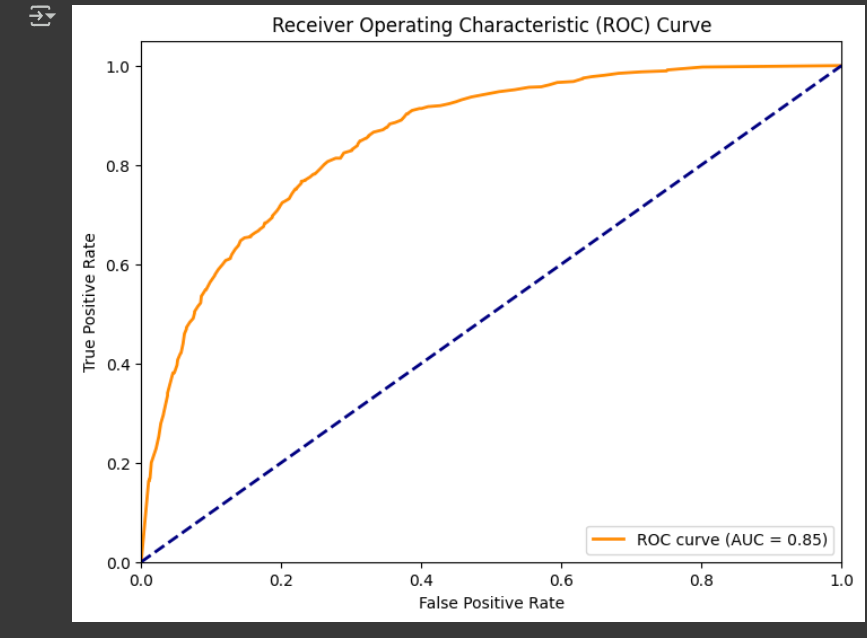 Receiver Operating Characteristic (ROC) Curve
1.0
0.8
0.6
0.4
0.2
0.0
True Positive Rate
ROC curve (AUC = 0.85)
0.0 0.2 0.4 0.6 0.8 1.0
False Positive Rate